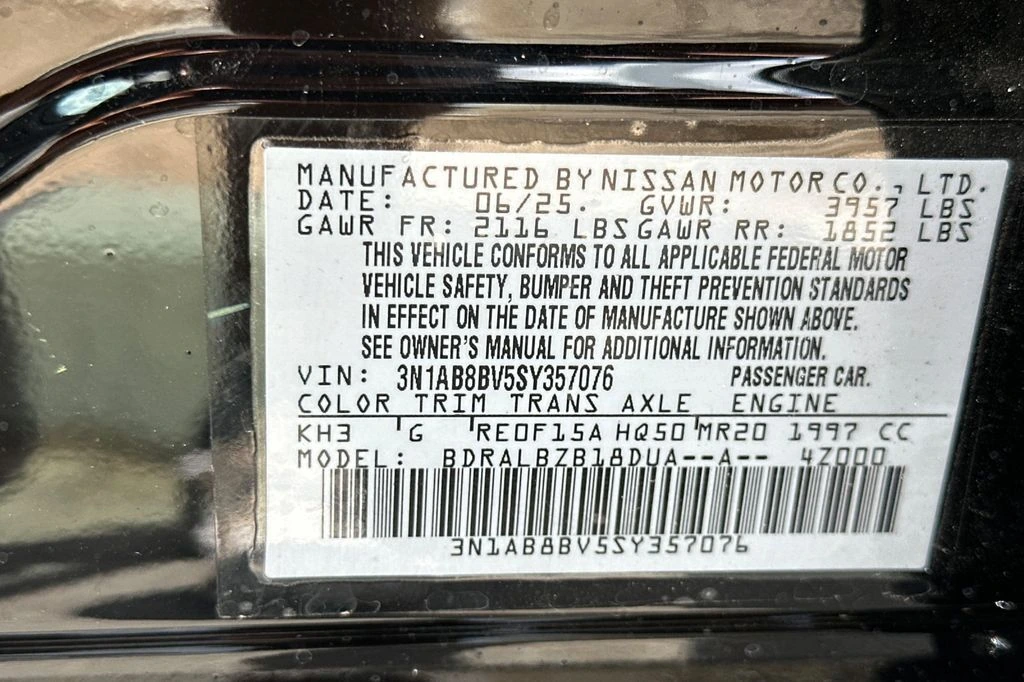 MANUFACTURED BY NISSAN MOTOR CO., LTD.
DATE: 06/25. GVWR: 3957 LBS
GAWR FR: 2116 LBS GAWR RR: 1852 LBS
THIS VEHICLE CONFORMS TO ALL APPLICABLE FEDERAL MOTOR
VEHICLE SAFETY, BUMPER AND THEFT PREVENTION STANDARDS
IN EFFECT ON THE DATE OF MANUFACTURE SHOWN ABOVE.
SEE OWNER'S MANUAL FOR ADDITIONAL INFORMATION.
VIN: 3N1AB8BV5SY357076 PASSENGER CAR.
COLOR TRIM TRANS AXLE ENGINE
KH3 'G 'RE0F15A HQ50'MR20 1997 CC
MODEL: BDRALBZB18DUA--A-- 4Z000
3N1AB8BV5SY357076